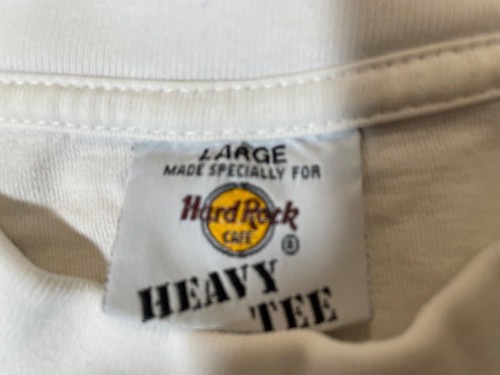 LARGE
MADE SPECIALLY FOR
Hard Rock
CAFE
®
HEAVY
TEE